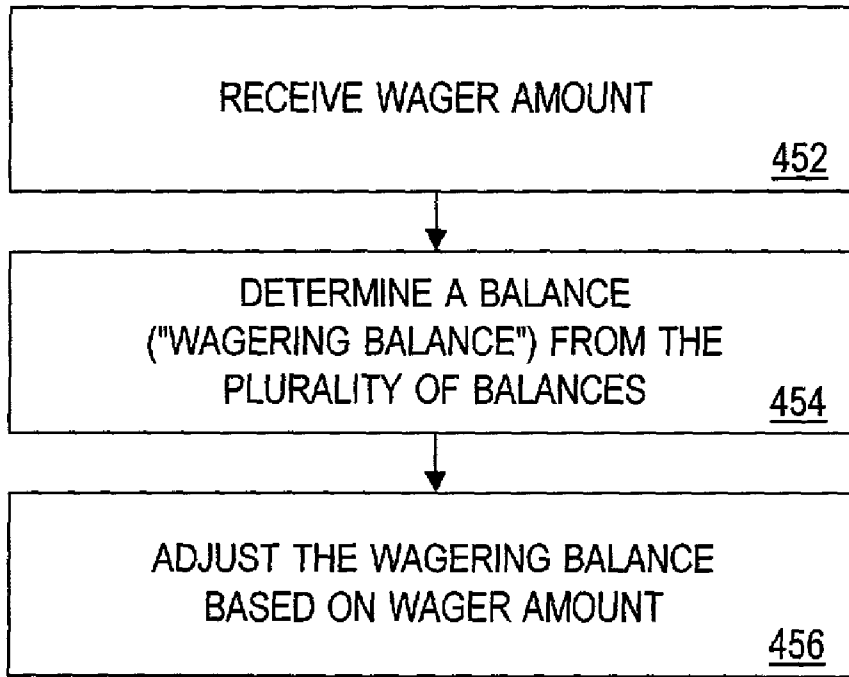 RECEIVE WAGER AMOUNT
452
DETERMINE A BALANCE
("WAGERING BALANCE") FROM THE
PLURALITY OF BALANCES
454
ADJUST THE WAGERING BALANCE
BASED ON WAGER AMOUNT
456